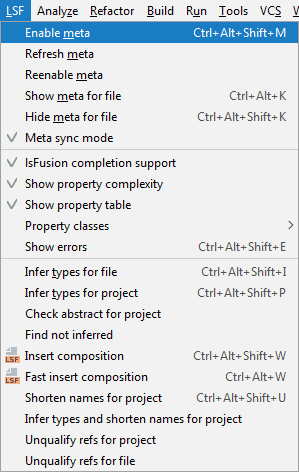 LSF Analyze Refactor Build Run Tools VCS
Enable meta Ctrl+Alt+Shift+M
Refresh meta
Reenable meta
Show meta for file Ctrl+Alt+K
Hide meta for file Ctrl+Alt+Shift+K
Meta sync mode
lsFusion completion support
Show property complexity
Show property table
Property classes
Show errors Ctrl+Alt+Shift+E
Infer types for file Ctrl+Alt+Shift+I
Infer types for project Ctrl+Alt+Shift+P
Check abstract for project
Find not inferred
LSF Insert composition Ctrl+Alt+Shift+W
LSF Fast insert composition Ctrl+Alt+W
Shorten names for project Ctrl+Alt+Shift+U
Infer types and shorten names for project
Unqualify refs for project
Unqualify refs for file